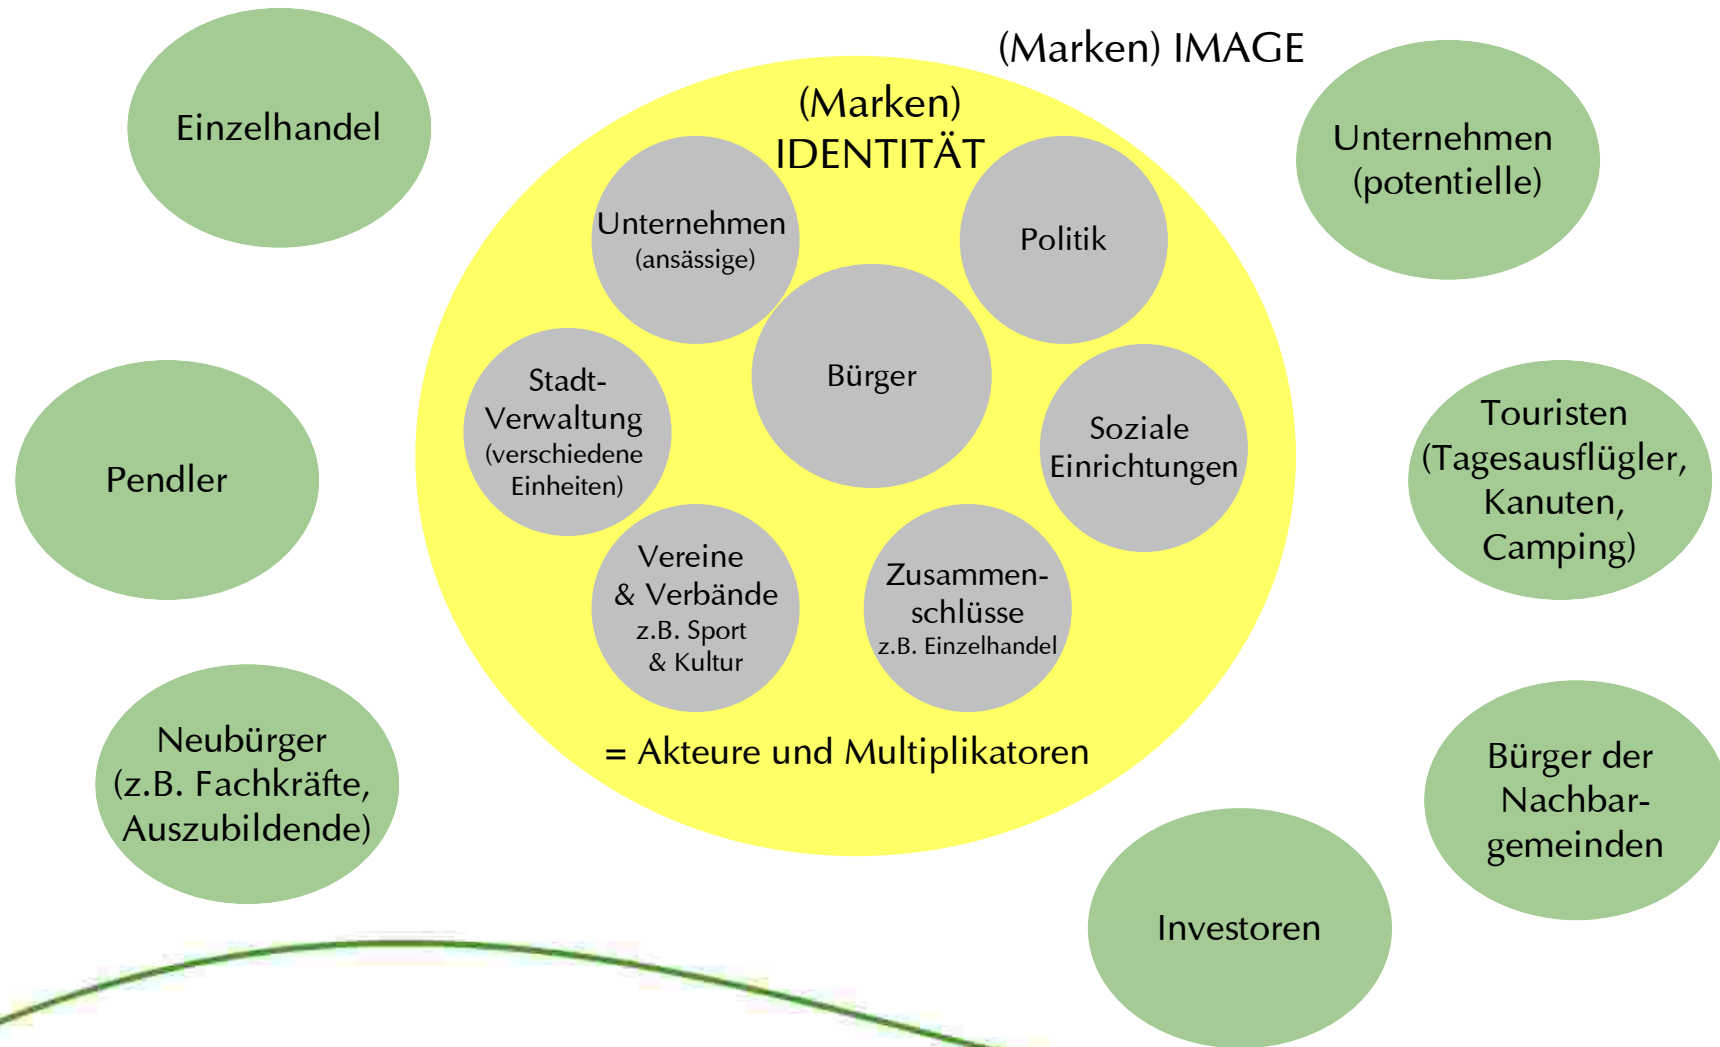 (Marken) IMAGE
(Marken)
IDENTITÄT
Einzelhandel
Unternehmen
(potentielle)
Unternehmen
(ansässige)
Politik
Bürger
Stadt-
Verwaltung
(verschiedene
Einheiten)
Soziale
Einrichtungen
Pendler
Touristen
(Tagesausflügler,
Kanuten,
Camping)
Vereine
& Verbände
z.B. Sport
& Kultur
Zusammen-
schlüsse
z.B. Einzelhandel
= Akteure und Multiplikatoren
Neubürger
(z.B. Fachkräfte,
Auszubildende)
Bürger der
Nachbar-
gemeinden
Investoren